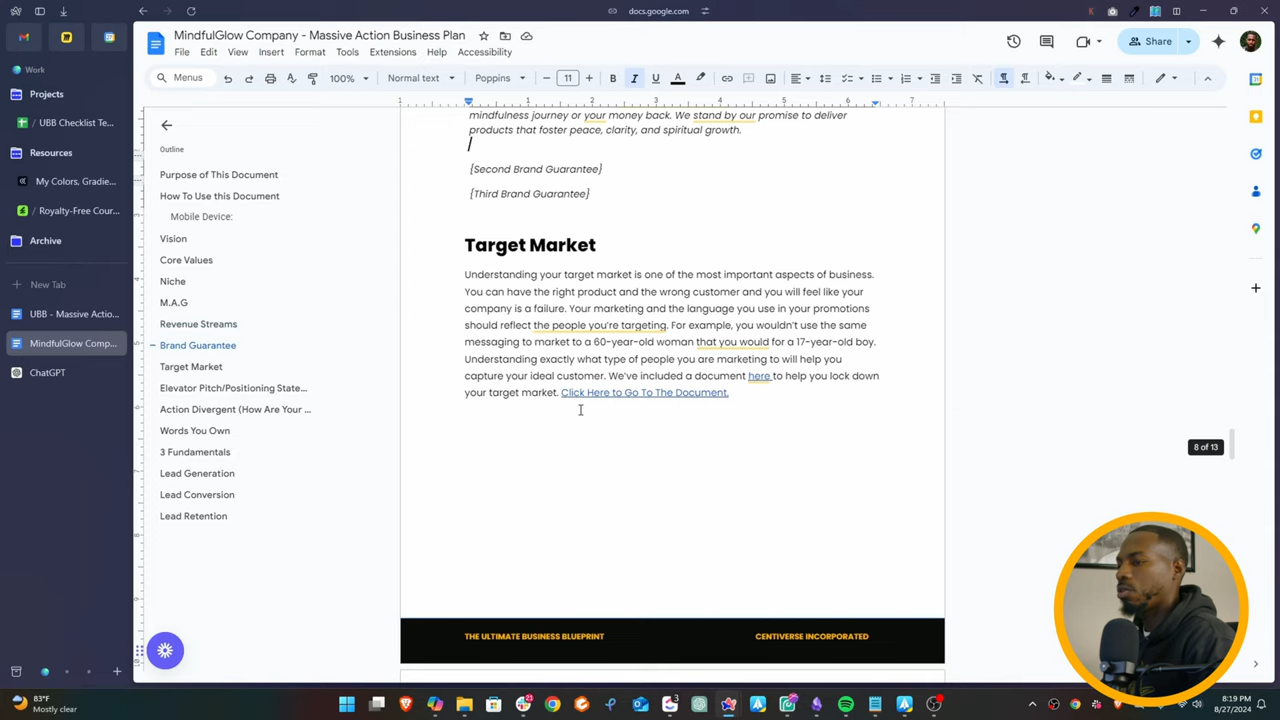 docs.google.com
MindfulGlow Company - Massive Action Business Plan
File Edit View Insert Format Tools Extensions Help Accessibility
Share
Menus
100%
Normal text
Poppins
11
Work
Projects
UBB Checklist Te...
Resources
My Colors, Gradie...
Royalty-Free Cour...
Archive
New Tab
UBB - Massive Actio...
MindfulGlow Comp...
ChatGPT
Outline
Purpose of This Document
How To Use this Document
Mobile Device:
Vision
Core Values
Niche
M.A.G
Revenue Streams
Brand Guarantee
Target Market
Elevator Pitch/Positioning State...
Action Divergent (How Are Your ...
Words You Own
3 Fundamentals
Lead Generation
Lead Conversion
Lead Retention
mindfulness journey or your money back. We stand by our promise to deliver
products that foster peace, clarity, and spiritual growth.
{Second Brand Guarantee}
{Third Brand Guarantee}
Target Market
Understanding your target market is one of the most important aspects of business.
You can have the right product and the wrong customer and you will feel like your
company is a failure. Your marketing and the language you use in your promotions
should reflect the people you're targeting. For example, you wouldn't use the same
messaging to market to a 60-year-old woman that you would for a 17-year-old boy.
Understanding exactly what type of people you are marketing to will help you
capture your ideal customer. We've included a document here to help you lock down
your target market. Click Here to Go To The Document.
8 of 13
THE ULTIMATE BUSINESS BLUEPRINT CENTIVERSE INCORPORATED
83°F
Mostly clear
8:19 PM
8/27/2024